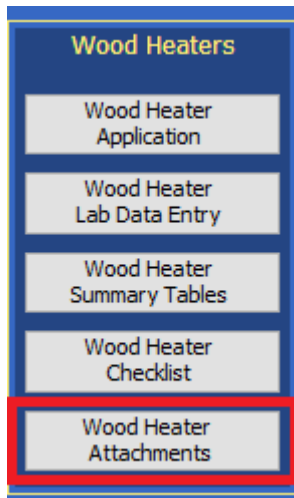 Wood Heaters
Wood Heater
Application
Wood Heater
Lab Data Entry
Wood Heater
Summary Tables
Wood Heater
Checklist
Wood Heater
Attachments